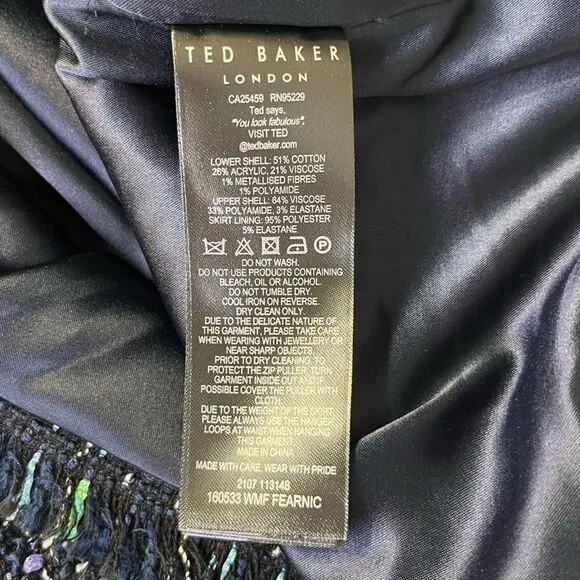 TED BAKER
LONDON
CA25459 RN95229
Ted says,
"You look fabulous".
VISIT TED
@tedbaker.com
LOWER SHELL: 51% COTTON
26% ACRYLIC, 21% VISCOSE
1% METALLISED FIBRES
1% POLYAMIDE
UPPER SHELL: 64% VISCOSE
33% POLYAMIDE, 3% ELASTANE
SKIRT LINING: 95% POLYESTER
5% ELASTANE
P
DO NOT WASH.
DO NOT USE PRODUCTS CONTAINING
BLEACH, OIL OR ALCOHOL.
DO NOT TUMBLE DRY.
COOL IRON ON REVERSE.
DRY CLEAN ONLY.
DUE TO THE DELICATE NATURE OF
THIS GARMENT, PLEASE TAKE CARE
WHEN WEARING WITH JEWELLERY OR
NEAR SHARP OBJECTS.
PRIOR TO DRY CLEANING, TO
PROTECT THE ZIP PULLER, TURN
GARMENT INSIDE OUT AND IF
POSSIBLE COVER THE PULLER WITH
CLOTH.
DUE TO THE WEIGHT OF THE SKIRT,
PLEASE ALWAYS USE THE HANGER
LOOPS AT WAIST WHEN HANGING
THIS GARMENT.
MADE IN CHINA
MADE WITH CARE, WEAR WITH PRIDE
2107 113148
160533 WMF FEARNIC